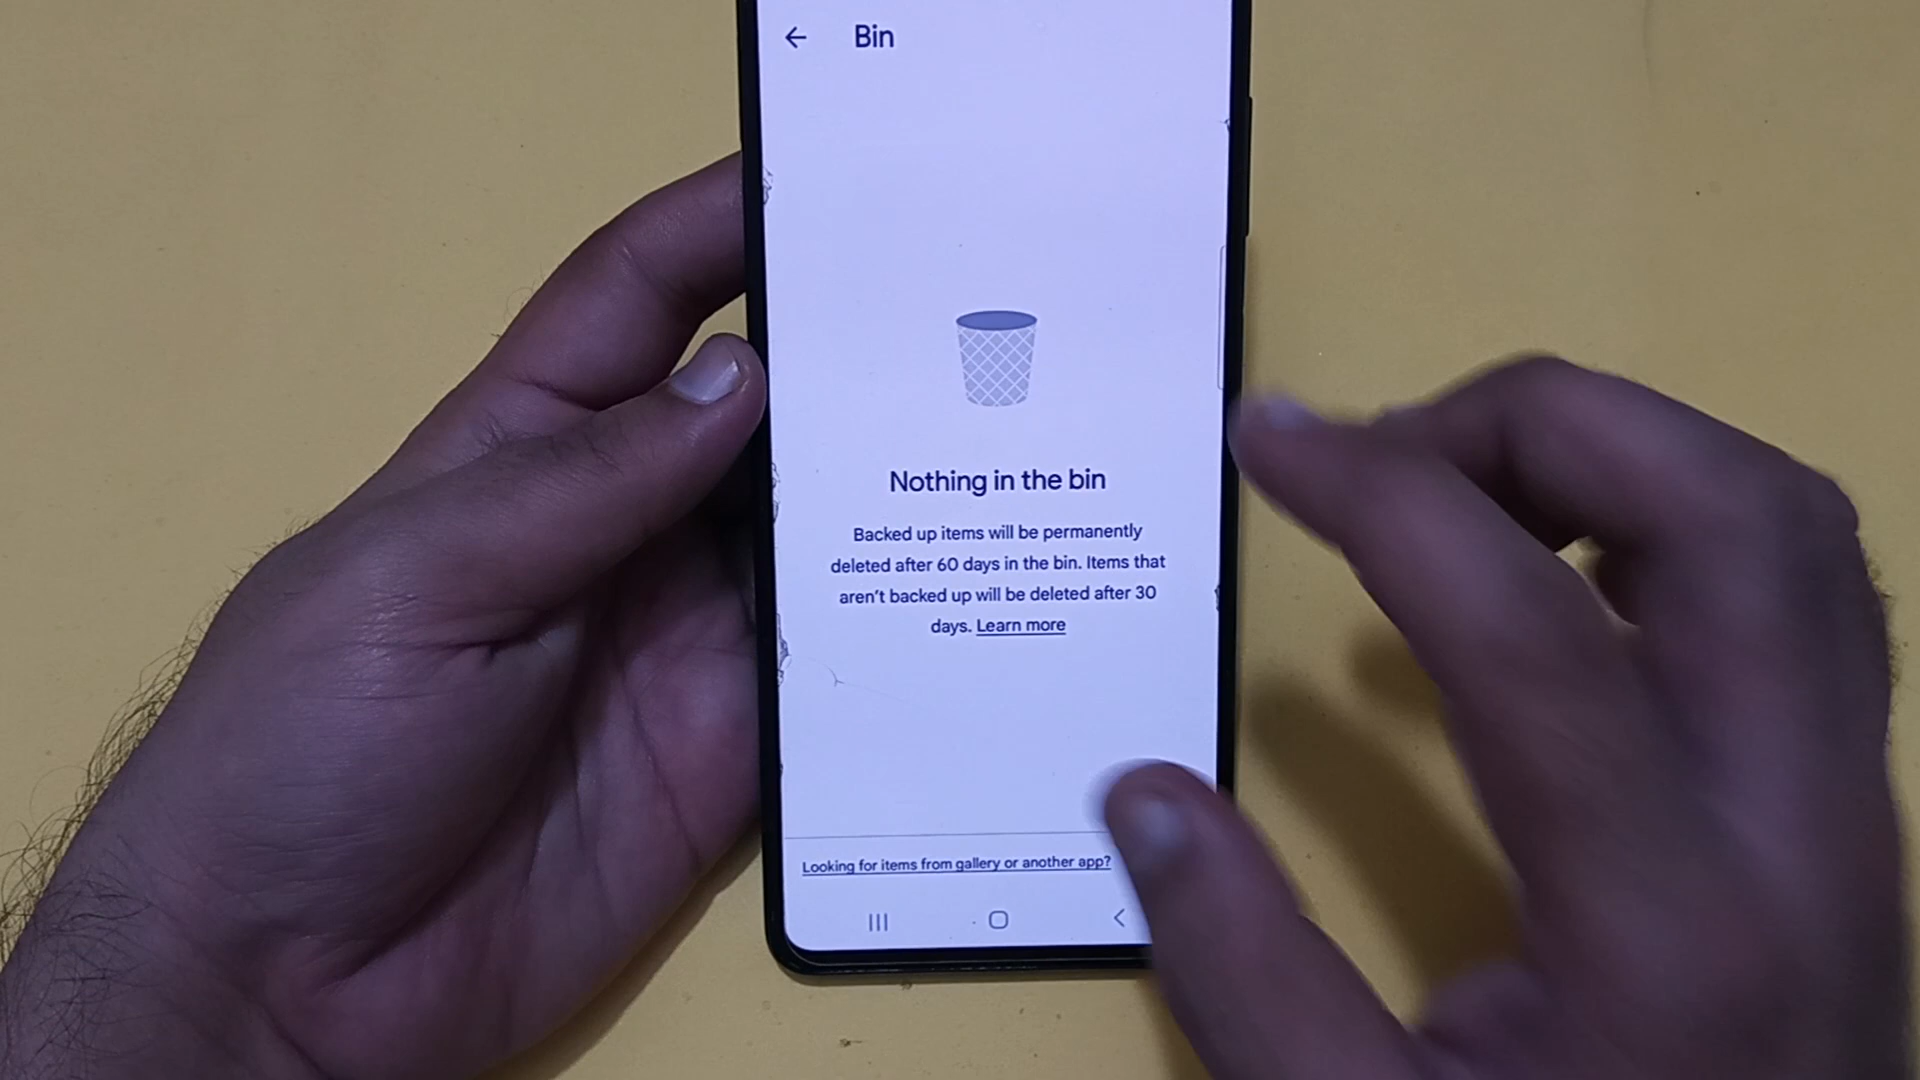 Bin
Nothing in the bin
Backed up items will be permanently
deleted after 60 days in the bin. Items that
aren't backed up will be deleted after 30
days. Learn more
Looking for items from gallery or another app?